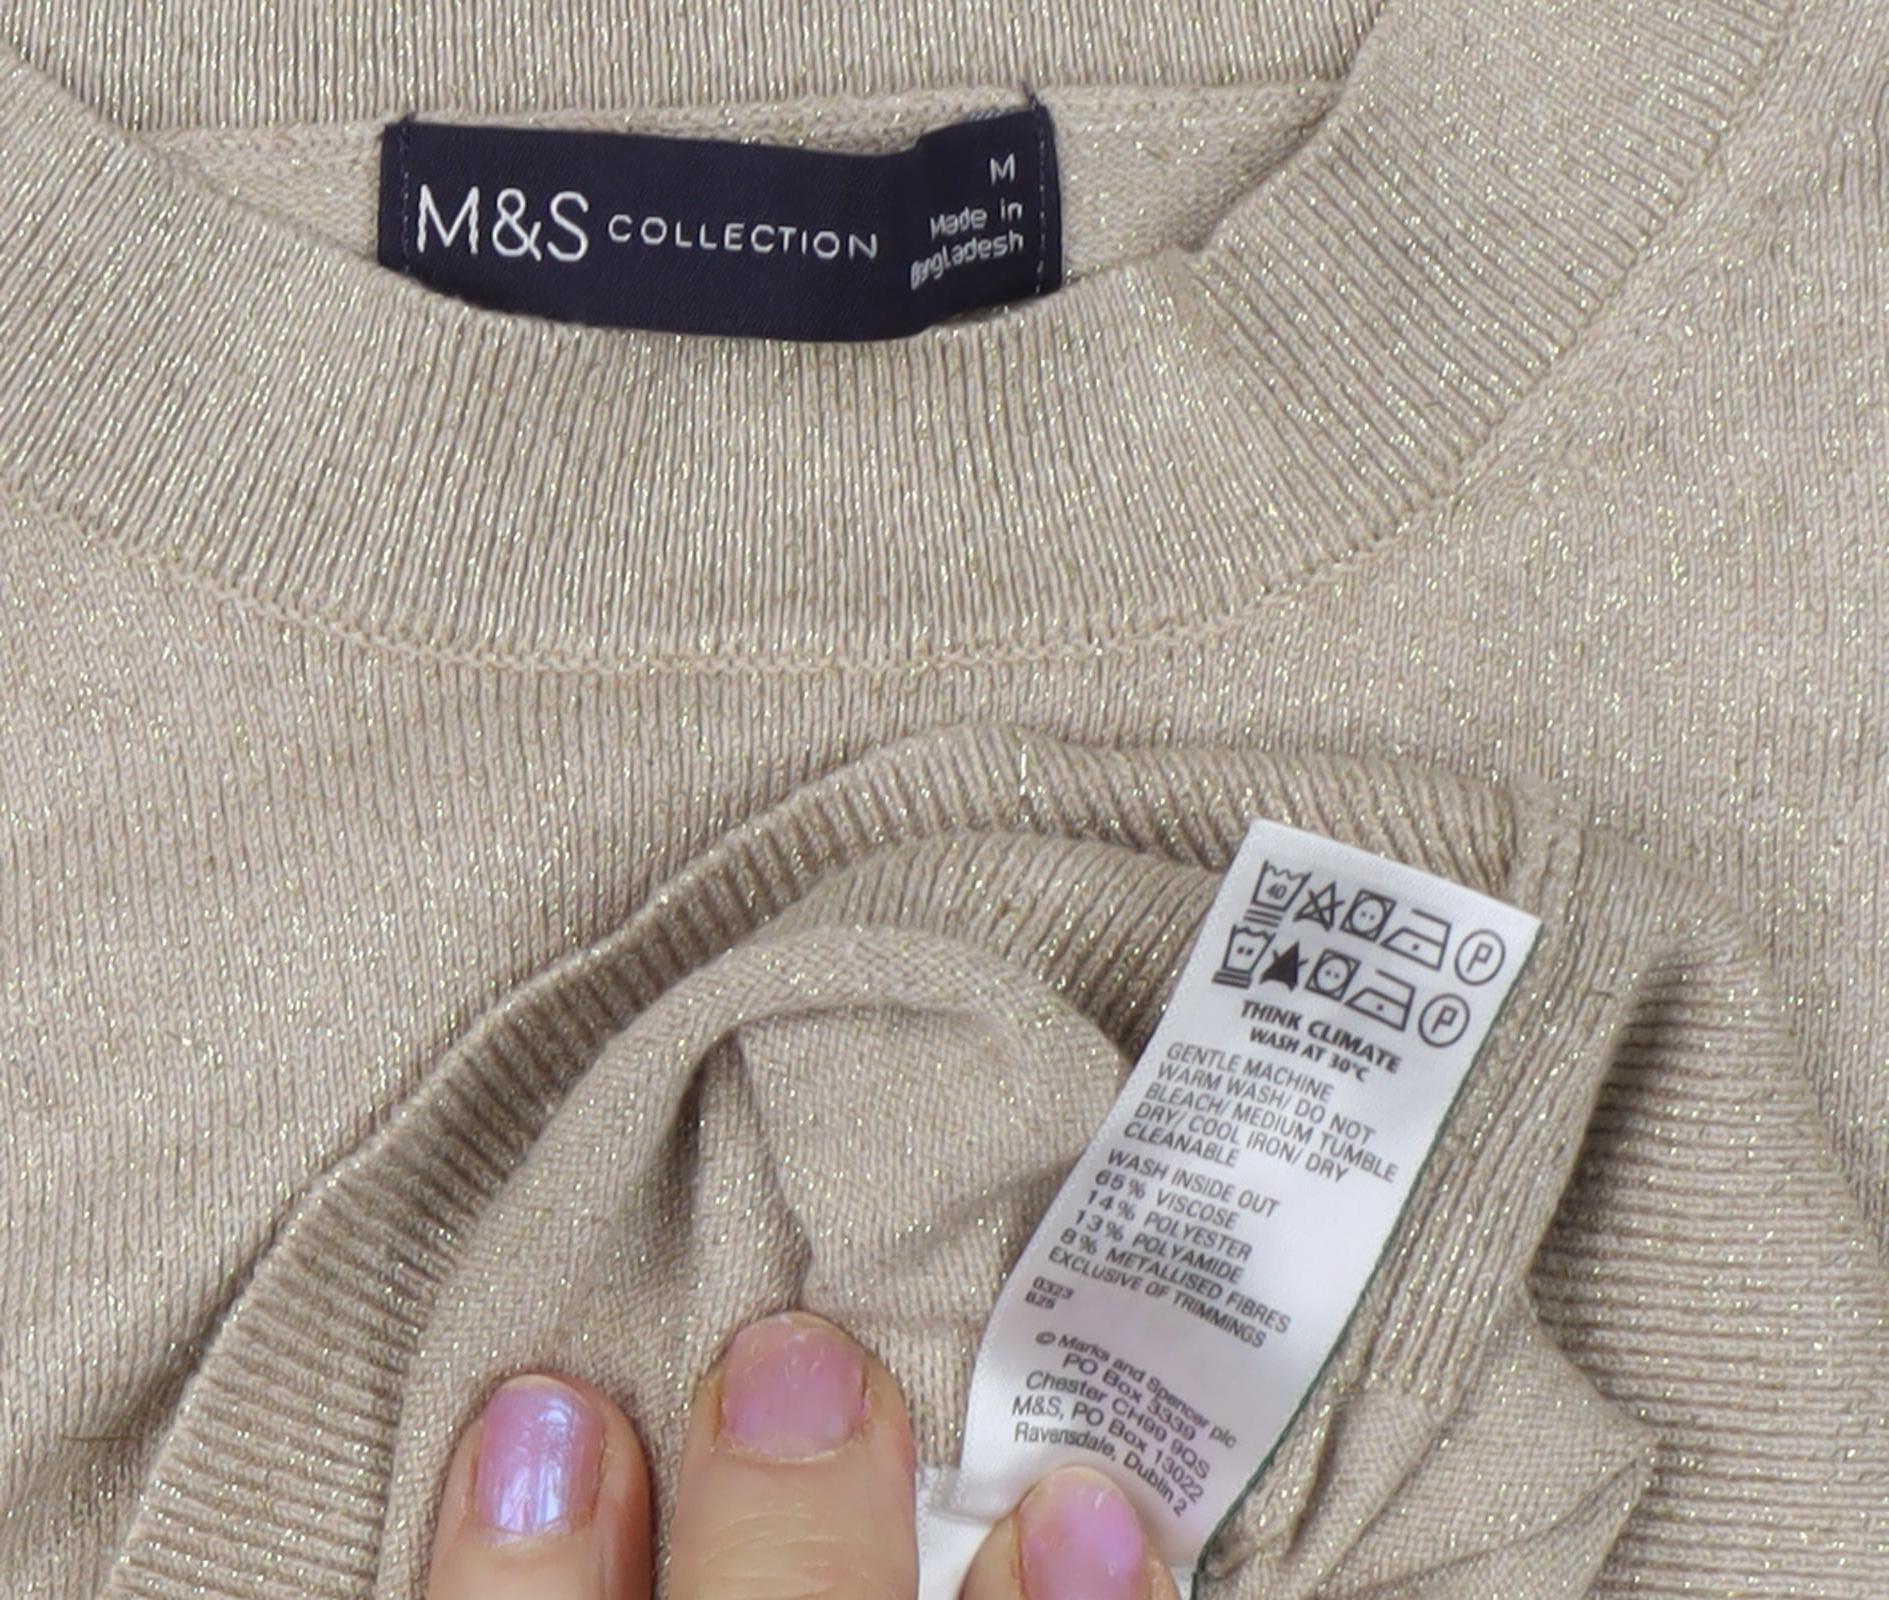 M&S COLLECTION
M
Made in
Bangladesh
40
P
P
THINK CLIMATE
WASH AT 30°C
GENTLE MACHINE
WARM WASH/ DO NOT
BLEACH/ MEDIUM TUMBLE
DRY/ COOL IRON/ DRY
CLEANABLE
WASH INSIDE OUT
65% VISCOSE
14% POLYESTER
13% POLYAMIDE
8% METALLISED FIBRES
EXCLUSIVE OF TRIMMINGS
0323
825
© Marks and Spencer plc
PO Box 3339
Chester CH99 9QS
M&S, PO Box 13022
Ravensdale, Dublin 2